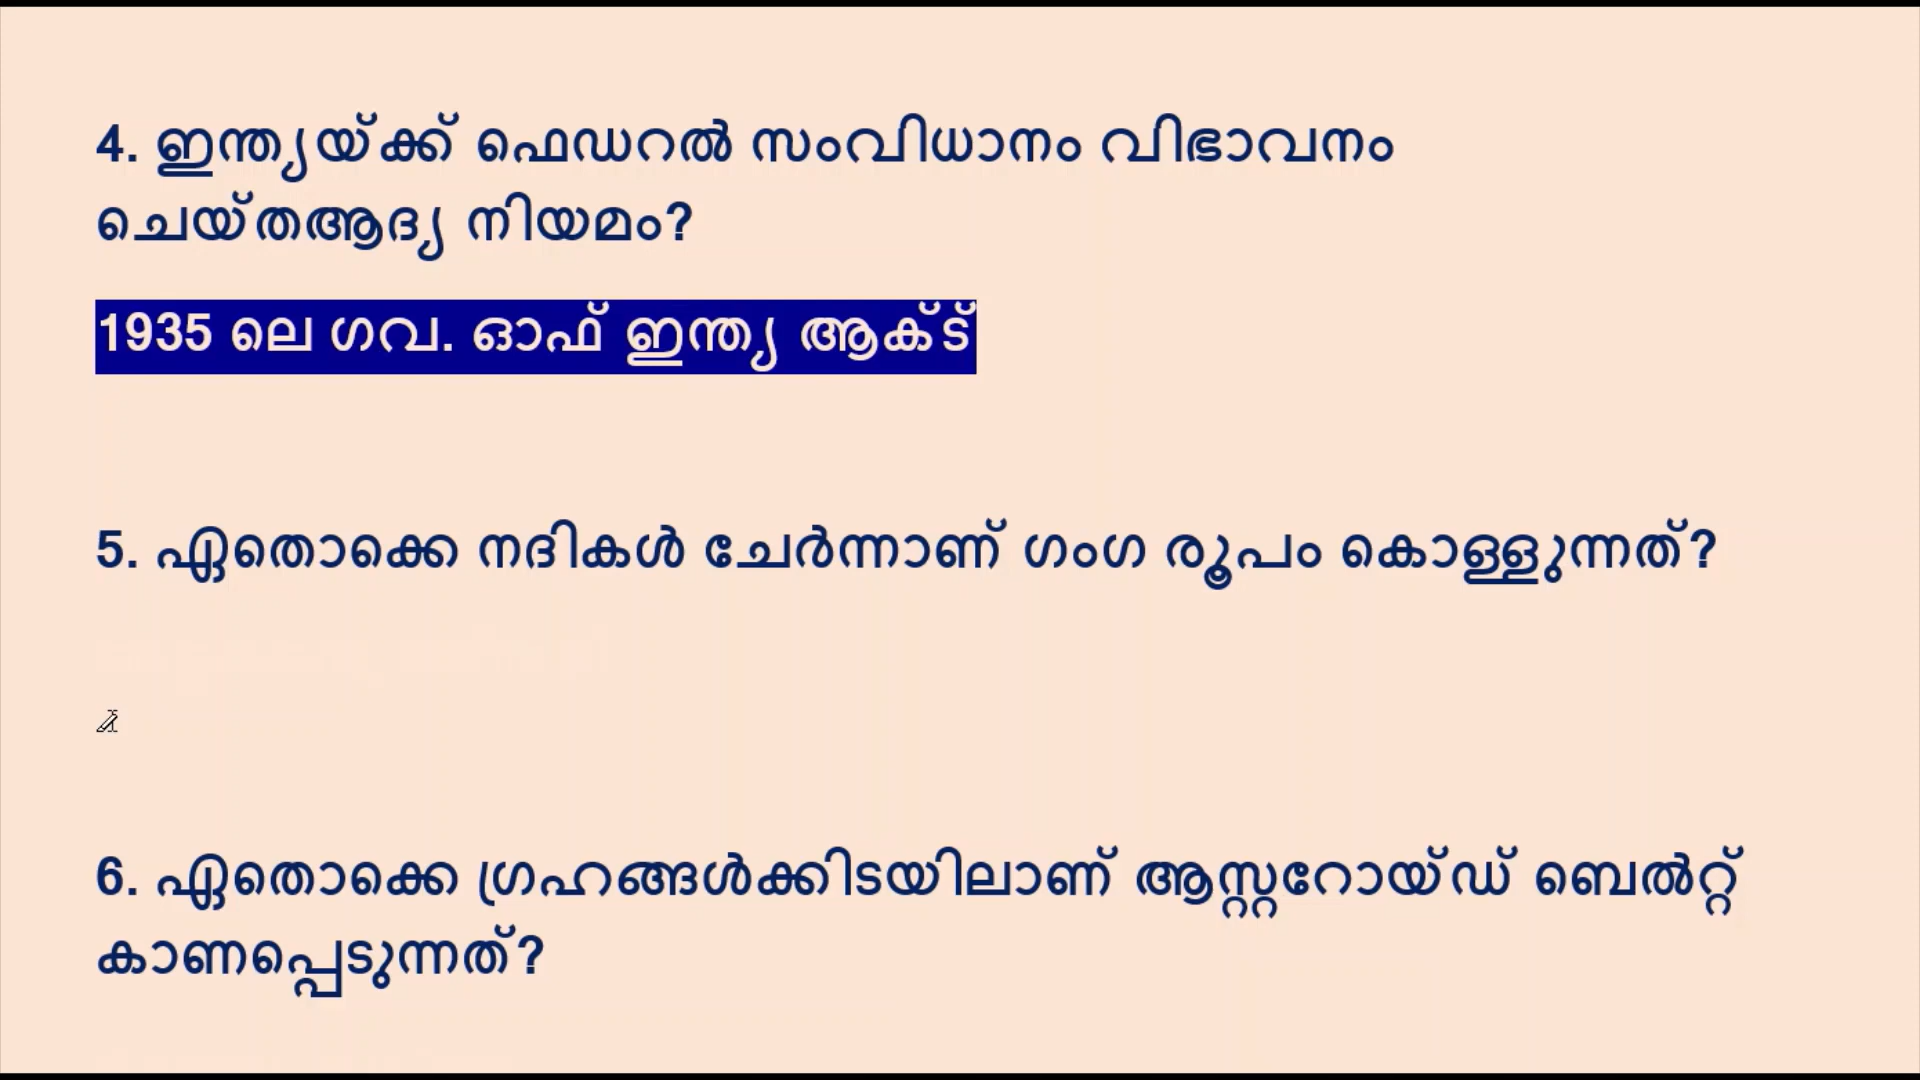 4. ഇന്ത്യയ്ക്ക് ഫെഡറൽ സംവിധാനം വിഭാവനം
ചെയ്തആദ്യ നിയമം?
1935 ലെ ഗവ. ഓഫ് ഇന്ത്യ ആക്ട്
5. ഏതൊക്കെ നദികൾ ചേർന്നാണ് ഗംഗ രൂപം കൊള്ളുന്നത്?
6. ഏതൊക്കെ ഗ്രഹങ്ങൾക്കിടയിലാണ് ആസ്റ്ററോയ്ഡ് ബെൽറ്റ്
കാണപ്പെടുന്നത്?